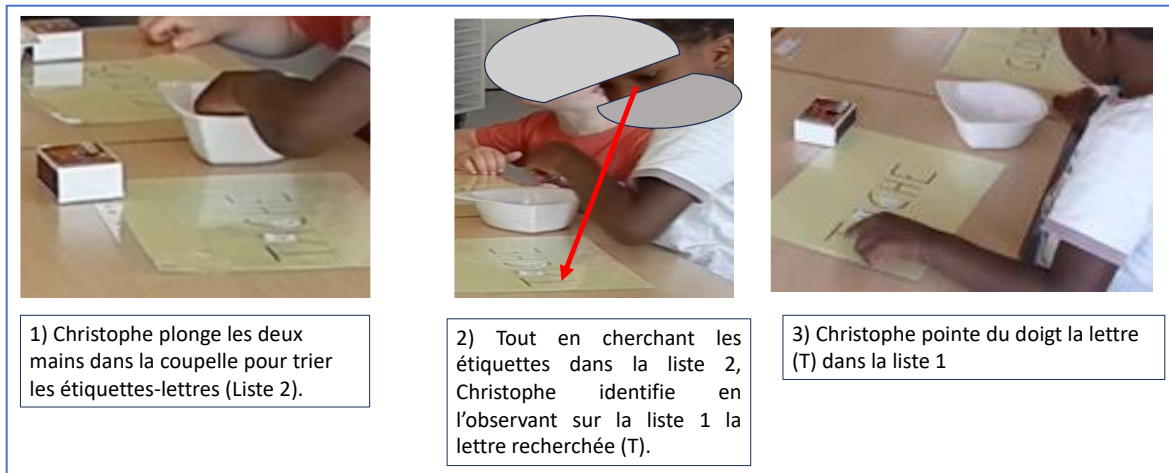 1) Christophe plonge les deux
mains dans la coupelle pour trier
les étiquettes-lettres (Liste 2).
2) Tout en cherchant les
étiquettes dans la liste 2,
Christophe identifie en
l’observant sur la liste 1 la
lettre recherchée (T).
CHE
3) Christophe pointe du doigt la lettre
(T) dans la liste 1